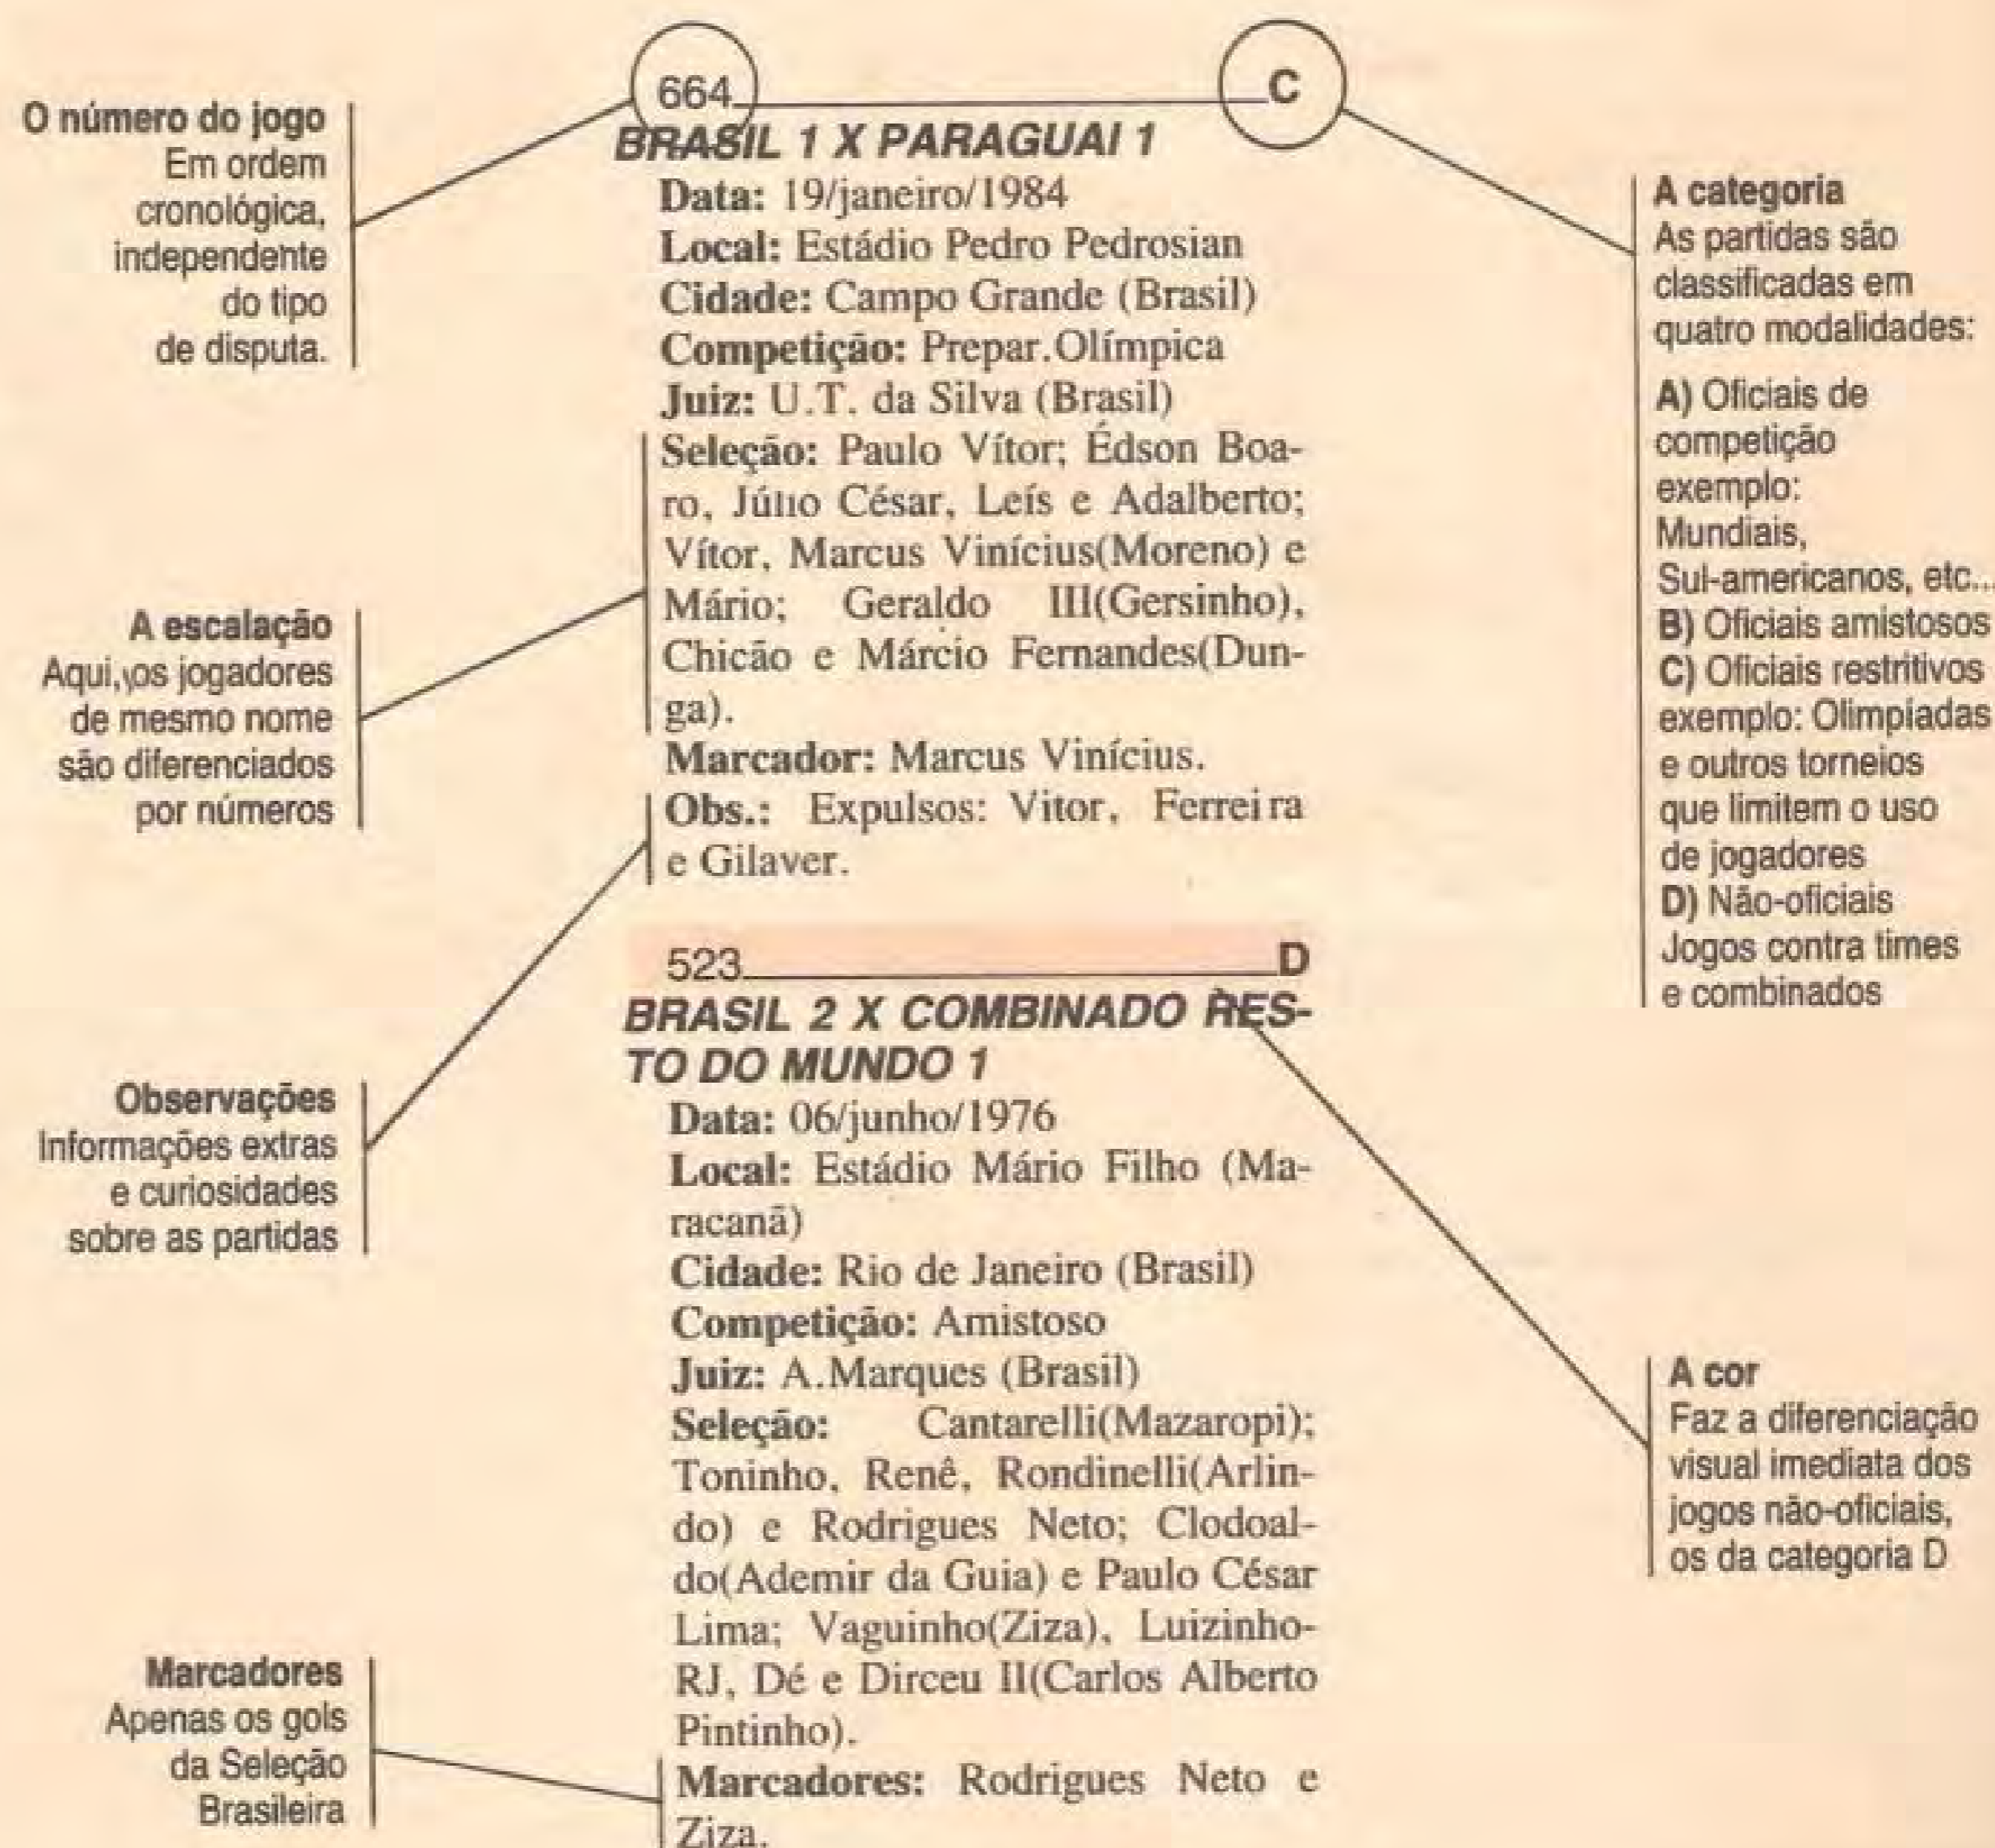 O número do jogo
Em ordem
cronológica,
independente
do tipo
de disputa.
A escalação
Aqui, os jogadores
de mesmo nome
são diferenciados
por números
Observações
Informações extras
e curiosidades
sobre as partidas
Marcadores
Apenas os gols
da Seleção
Brasileira
664 C
BRASIL 1 X PARAGUAI 1
Data: 19/janeiro/1984
Local: Estádio Pedro Pedrosian
Cidade: Campo Grande (Brasil)
Competição: Prepar.Olímpica
Juiz: U.T. da Silva (Brasil)
Seleção: Paulo Vítor; Édson Boa-
ro, Júlio César, Leís e Adalberto;
Vítor, Marcus Vinícius(Moreno) e
Mário; Geraldo III(Gersinho),
Chicão e Márcio Fernandes(Dun-
ga).
Marcador: Marcus Vinícius.
Obs.: Expulsos: Vitor, Ferreira
e Gilaver.
523 D
BRASIL 2 X COMBINADO RES-
TO DO MUNDO 1
Data: 06/junho/1976
Local: Estádio Mário Filho (Ma-
racanã)
Cidade: Rio de Janeiro (Brasil)
Competição: Amistoso
Juiz: A.Marques (Brasil)
Seleção: Cantarelli(Mazaropi);
Toninho, Renê, Rondinelli(Arlin-
do) e Rodrigues Neto; Clodoal-
do(Ademir da Guia) e Paulo César
Lima; Vaguinho(Ziza), Luizinho-
RJ, Dé e Dirceu II(Carlos Alberto
Pintinho).
Marcadores: Rodrigues Neto e
Ziza.
A categoria
As partidas são
classificadas em
quatro modalidades:
A) Oficiais de
competição
exemplo:
Mundiais,
Sul-americanos, etc...
B) Oficiais amistosos
C) Oficiais restritivos
exemplo: Olimpíadas
e outros torneios
que limitem o uso
de jogadores
D) Não-oficiais
Jogos contra times
e combinados
A cor
Faz a diferenciação
visual imediata dos
jogos não-oficiais,
os da categoria D